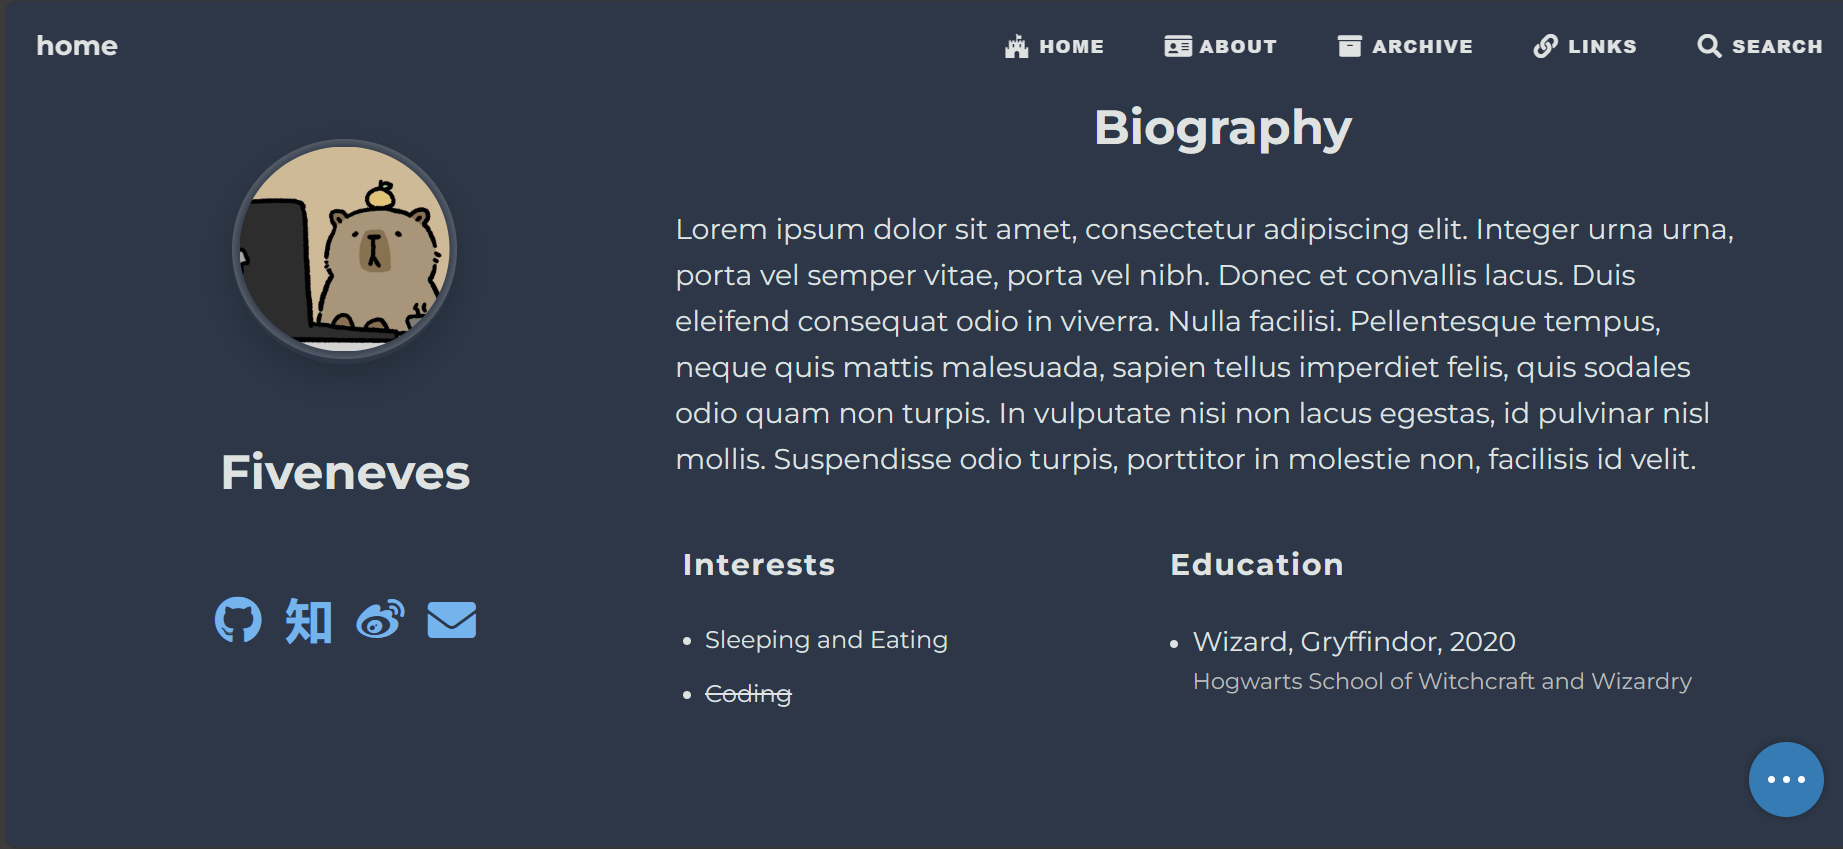 home
HOME
ABOUT
ARCHIVE
LINKS
SEARCH
Fiveneves
知
Biography
Lorem ipsum dolor sit amet, consectetur adipiscing elit. Integer urna urna,
porta vel semper vitae, porta vel nibh. Donec et convallis lacus. Duis
eleifend consequat odio in viverra. Nulla facilisi. Pellentesque tempus,
neque quis mattis malesuada, sapien tellus imperdiet felis, quis sodales
odio quam non turpis. In vulputate nisi non lacus egestas, id pulvinar nisl
mollis. Suspendisse odio turpis, porttitor in molestie non, facilisis id velit.
Interests
Sleeping and Eating
Coding
Education
Wizard, Gryffindor, 2020
Hogwarts School of Witchcraft and Wizardry